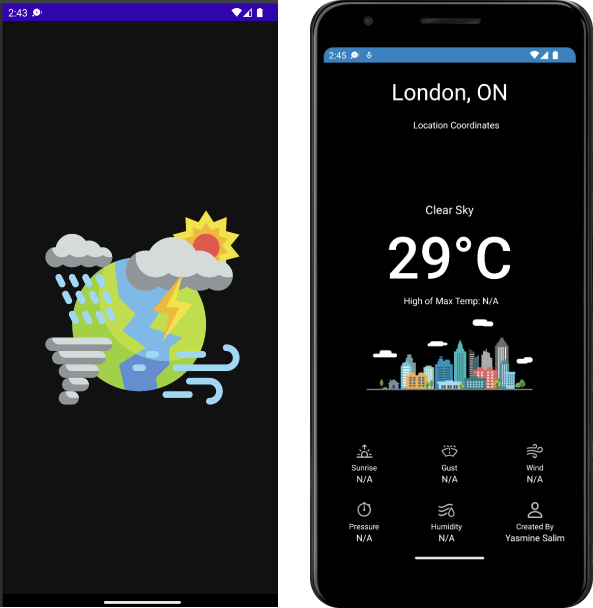 2:43
2:45
London, ON
Location Coordinates
Clear Sky
29°C
High of Max Temp: N/A
Sunrise Gust Wind
N/A N/A N/A
Pressure Humidity Created By
N/A N/A Yasmine Salim